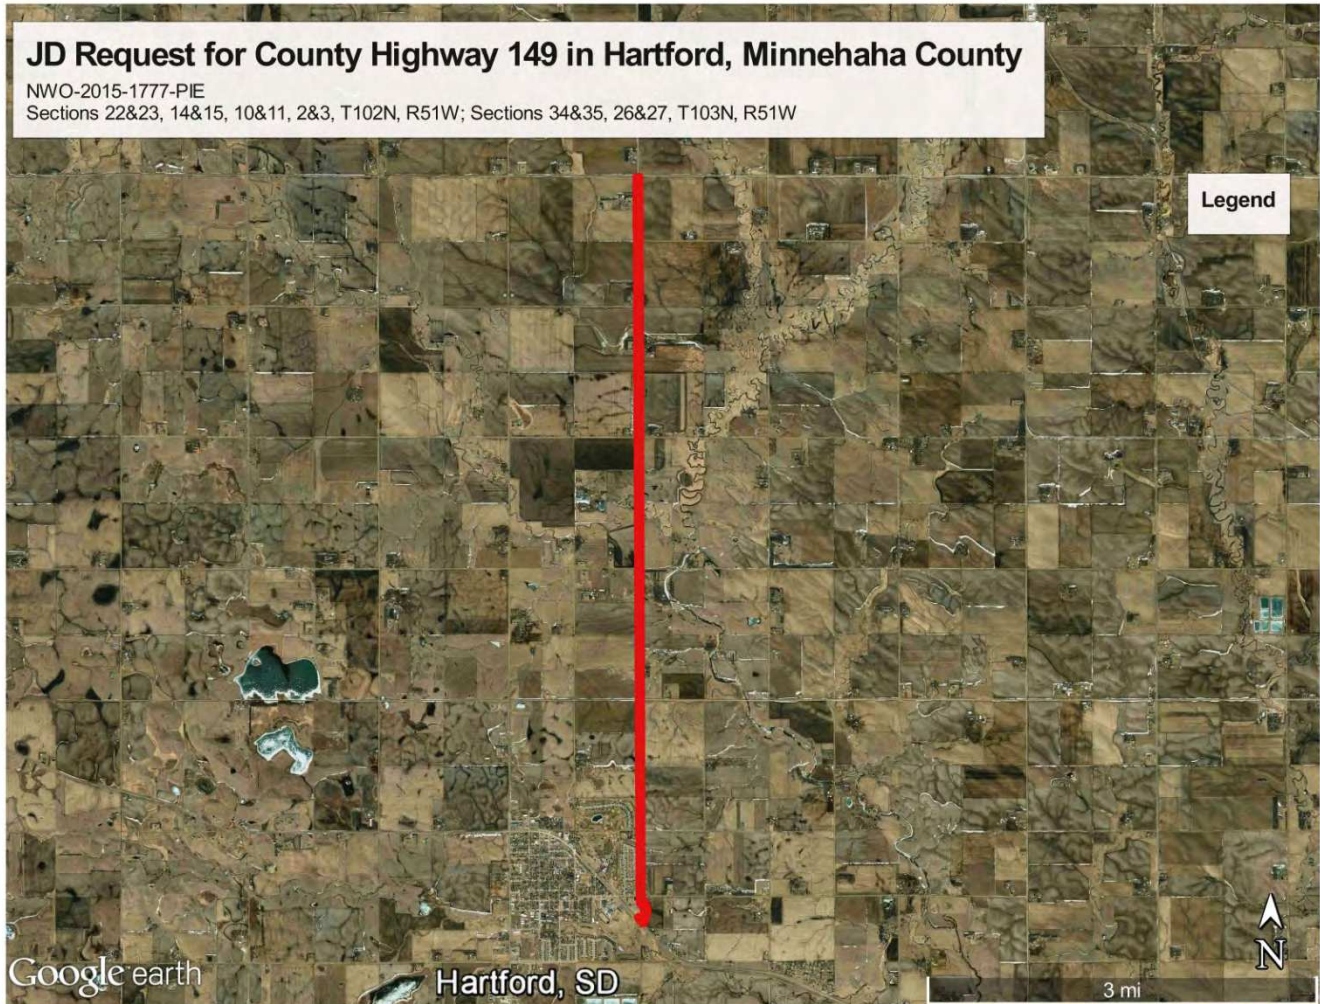 JD Request for County Highway 149 in Hartford, Minnehaha County
NWO-2015-1777-PIE
Sections 22&23, 14&15, 10&11, 2&3, T102N, R51W; Sections 34&35, 26&27, T103N, R51W
Legend
N
Google earth
Hartford, SD
3 mi